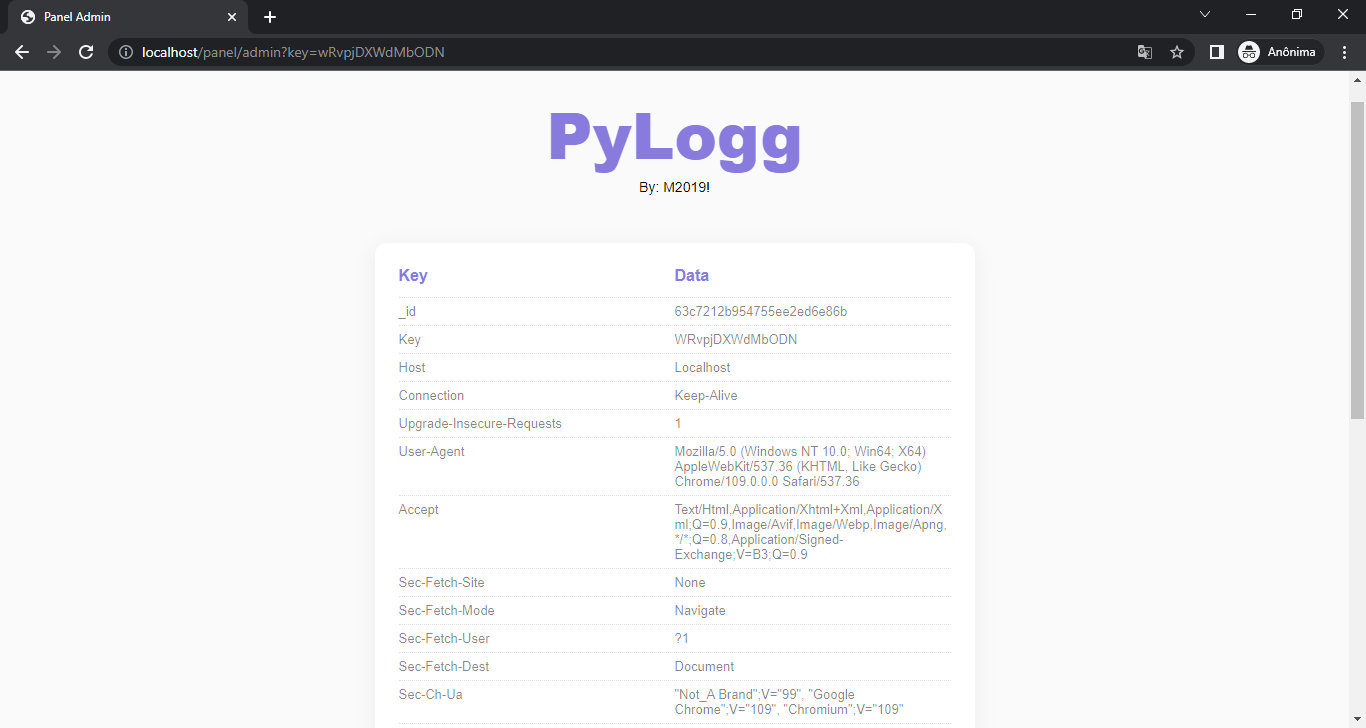 Panel Admin
localhost/panel/admin?key=wRvpjDXWdMbODN
Anônima
PyLogg
By: M2019!
Key Data
_id 63c7212b954755ee2ed6e86b
Key WRvpjDXWdMbODN
Host Localhost
Connection Keep-Alive
Upgrade-Insecure-Requests 1
User-Agent Mozilla/5.0 (Windows NT 10.0; Win64; X64)
AppleWebKit/537.36 (KHTML, Like Gecko)
Chrome/109.0.0.0 Safari/537.36
Accept Text/Html,Application/Xhtml+Xml,Application/X
ml;Q=0.9,Image/Avif,Image/Webp,Image/Apng,
*/*;Q=0.8,Application/Signed-
Exchange;V=B3;Q=0.9
Sec-Fetch-Site None
Sec-Fetch-Mode Navigate
Sec-Fetch-User ?1
Sec-Fetch-Dest Document
Sec-Ch-Ua "Not_A Brand";V="99", "Google
Chrome";V="109", "Chromium";V="109"